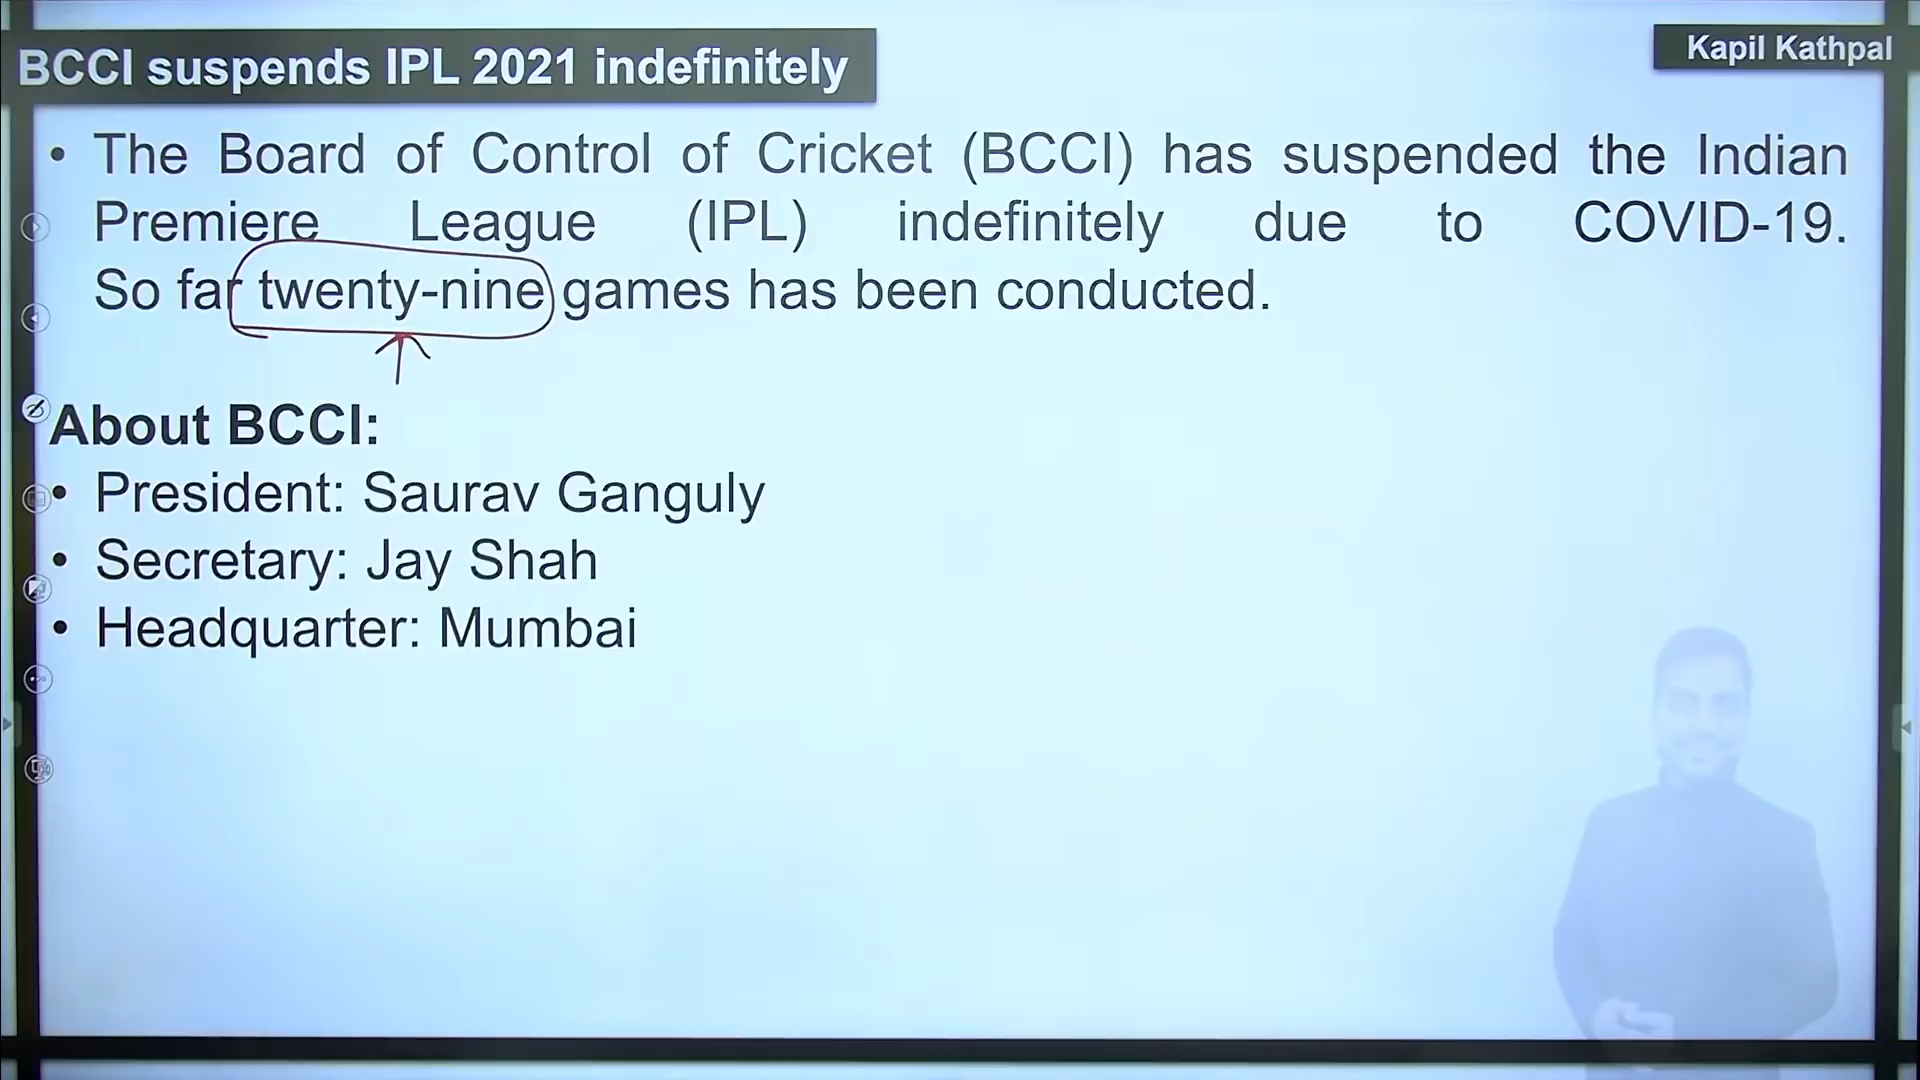 BCCI suspends IPL 2021 indefinitely
Kapil Kathpal
• The Board of Control of Cricket (BCCI) has suspended the Indian
Premiere League (IPL) indefinitely due to COVID-19.
So far twenty-nine games has been conducted.
About BCCI:
• President: Saurav Ganguly
• Secretary: Jay Shah
• Headquarter: Mumbai